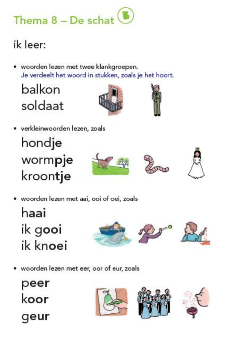 Thema 8 – De schat
ik leer:
• woorden lezen met twee klankgroepen.
Je verdeelt het woord in stukken, zoals je het hoort.
balkon
soldaat
• verkleinwoorden lezen, zoals
hondje
wormpje
kroontje
• woorden lezen met aai, ooi of oei, zoals
haai
ik gooi
ik knoei
• woorden lezen met eer, oor of eur, zoals
peer
koor
geur